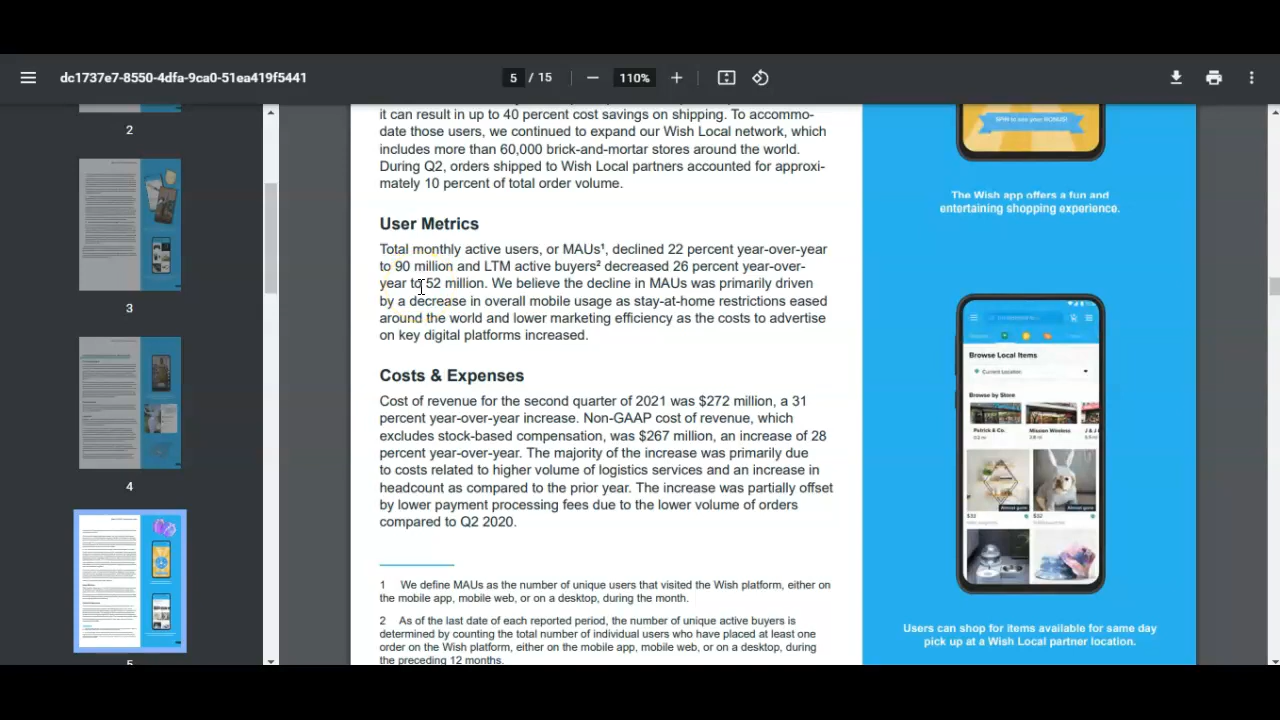 dc1737e7-8550-4dfa-9ca0-51ea419f5441
5 / 15
110%
2
3
4
5
it can result in up to 40 percent cost savings on shipping. To accommo-
date those users, we continued to expand our Wish Local network, which
includes more than 60,000 brick-and-mortar stores around the world.
During Q2, orders shipped to Wish Local partners accounted for approxi-
mately 10 percent of total order volume.
User Metrics
Total monthly active users, or MAUs¹, declined 22 percent year-over-year
to 90 million and LTM active buyers² decreased 26 percent year-over-
year to 52 million. We believe the decline in MAUs was primarily driven
by a decrease in overall mobile usage as stay-at-home restrictions eased
around the world and lower marketing efficiency as the costs to advertise
on key digital platforms increased.
Costs & Expenses
Cost of revenue for the second quarter of 2021 was $272 million, a 31
percent year-over-year increase. Non-GAAP cost of revenue, which
excludes stock-based compensation, was $267 million, an increase of 28
percent year-over-year. The majority of the increase was primarily due
to costs related to higher volume of logistics services and an increase in
headcount as compared to the prior year. The increase was partially offset
by lower payment processing fees due to the lower volume of orders
compared to Q2 2020.
1 We define MAUs as the number of unique users that visited the Wish platform, either on
the mobile app, mobile web, or on a desktop, during the month.
2 As of the last date of each reported period, the number of unique active buyers is
determined by counting the total number of individual users who have placed at least one
order on the Wish platform, either on the mobile app, mobile web, or on a desktop, during
the preceding 12 months.
SPIN to see your BONUS!
The Wish app offers a fun and
entertaining shopping experience.
Browse Local Items
Current Location
Browse by Store
Patrick & Co.
Mission Wireless
J & J
Almost gone
Almost gone
$32
Users can shop for items available for same day
pick up at a Wish Local partner location.